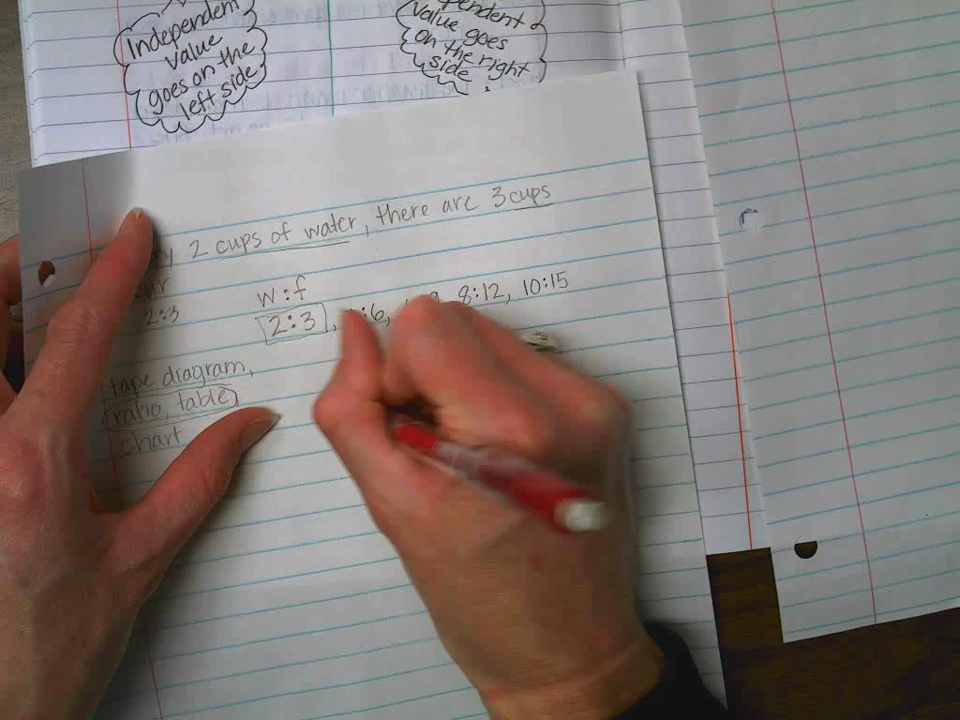 Independent
value
goes on the
left side
value goes
on the right
side
2 cups of water, there are 3 cups
w:f
2:3
2:3, 8:12, 10:15
tape diagram,
ratio, table
chart